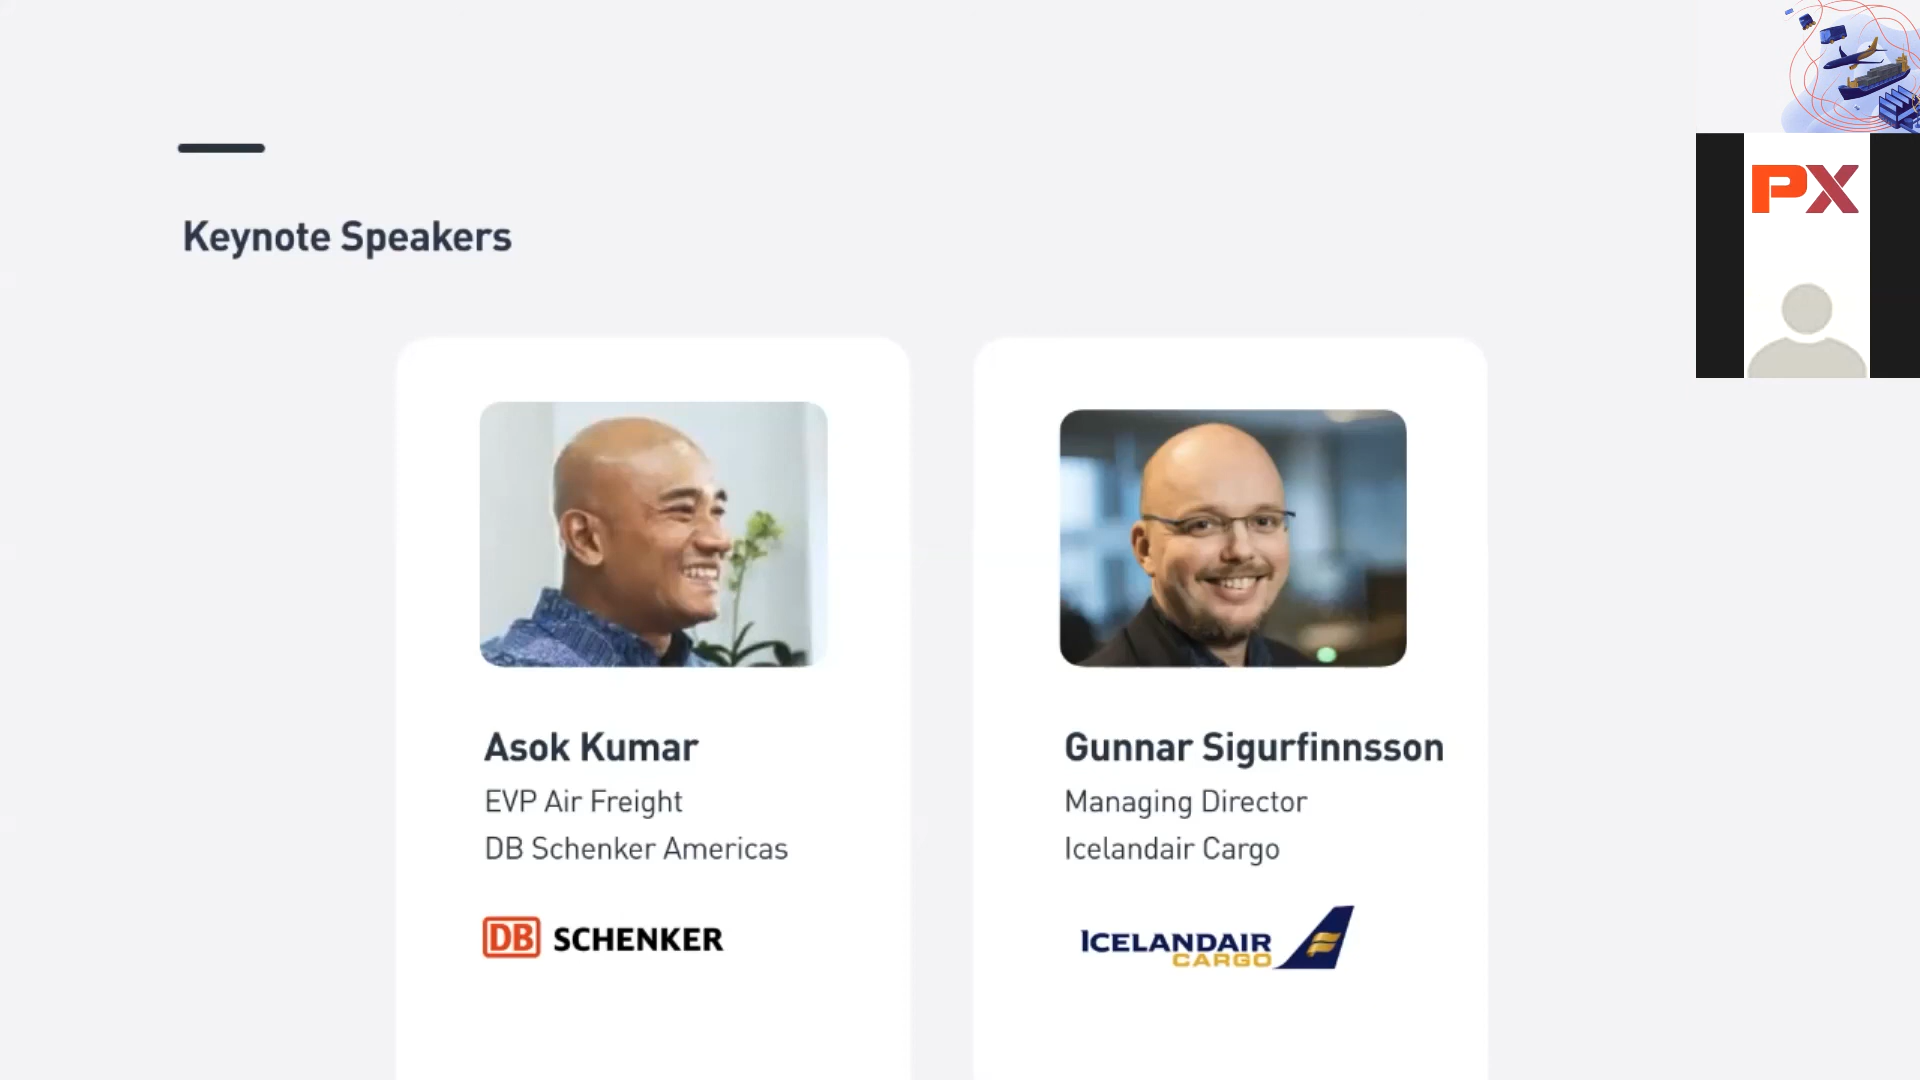 Keynote Speakers
PX
Asok Kumar
EVP Air Freight
DB Schenker Americas
DB SCHENKER
Gunnar Sigurfinnsson
Managing Director
Icelandair Cargo
ICELANDAIR
CARGO